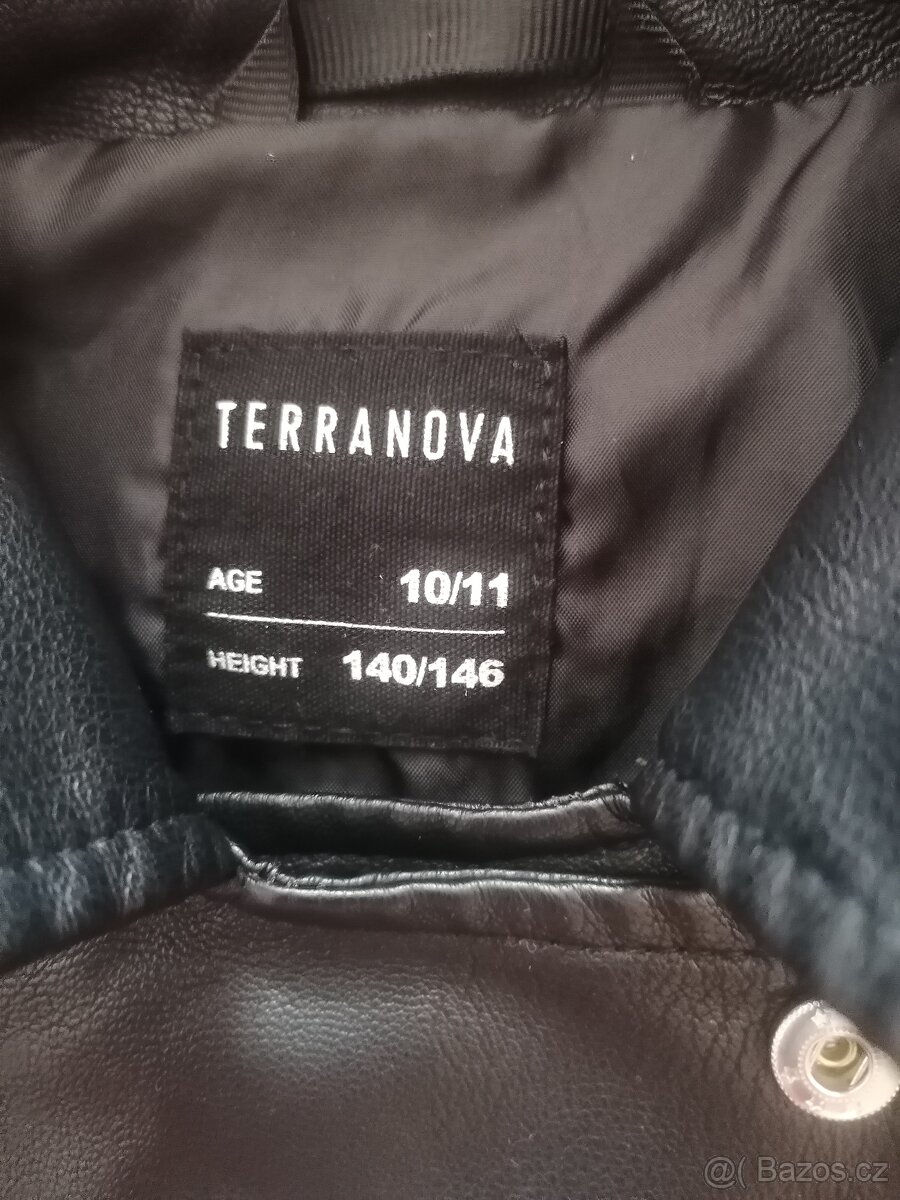 TERRANOVA
AGE 10/11
HEIGHT 140/146
@( Bazos.cz